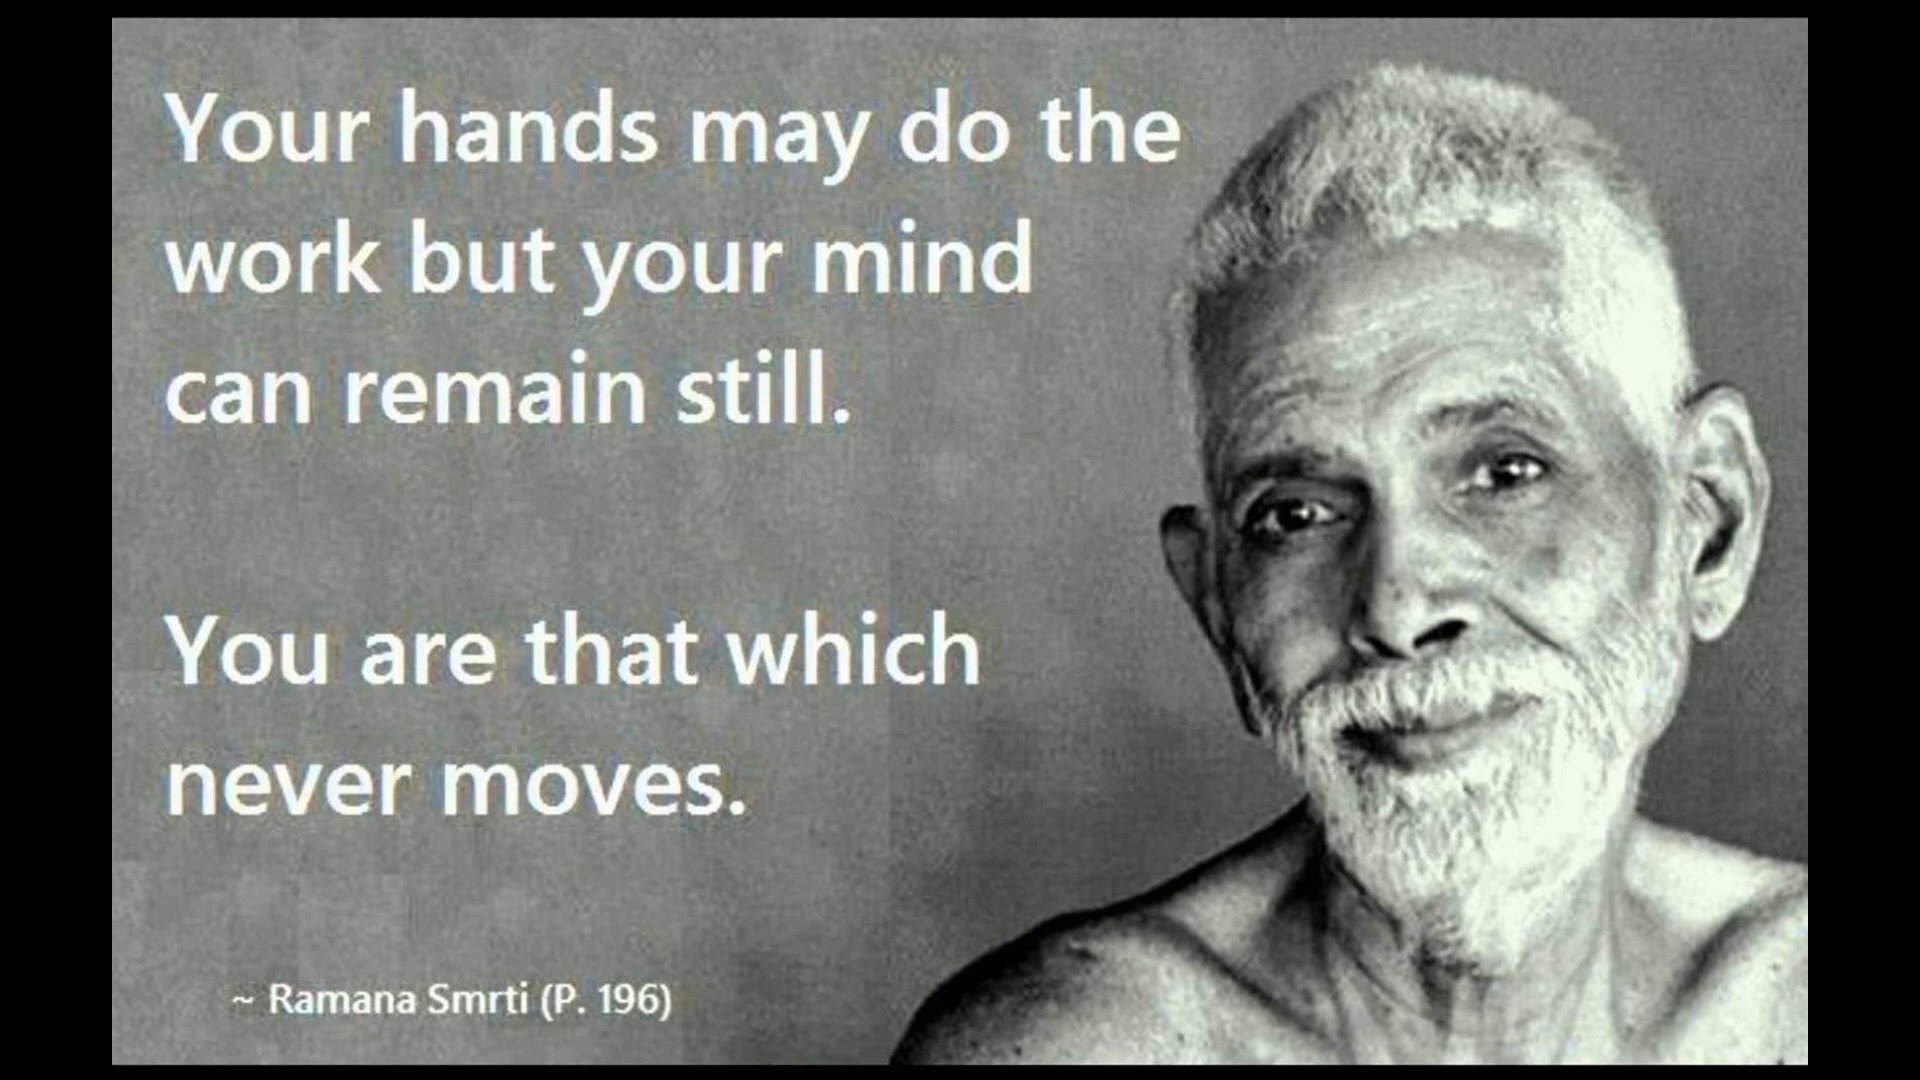 Your hands may do the
work but your mind
can remain still.
You are that which
never moves.
~ Ramana Smrti (P. 196)